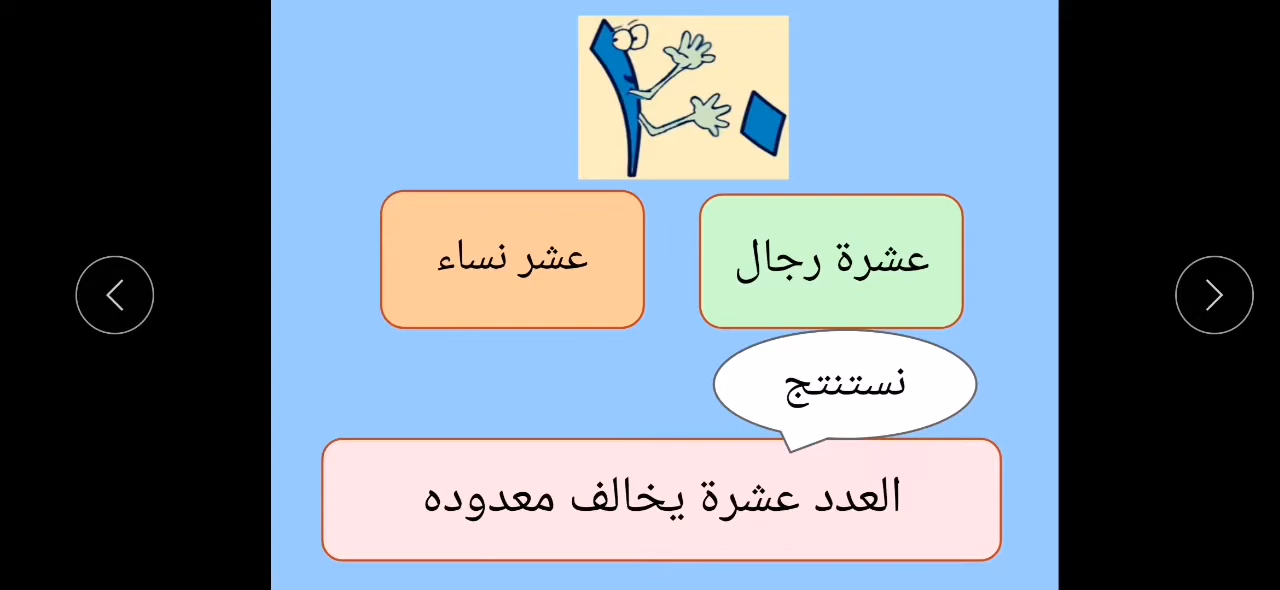 عشرة رجال
عشر نساء
نستنتج
العدد عشرة يخالف معدوده